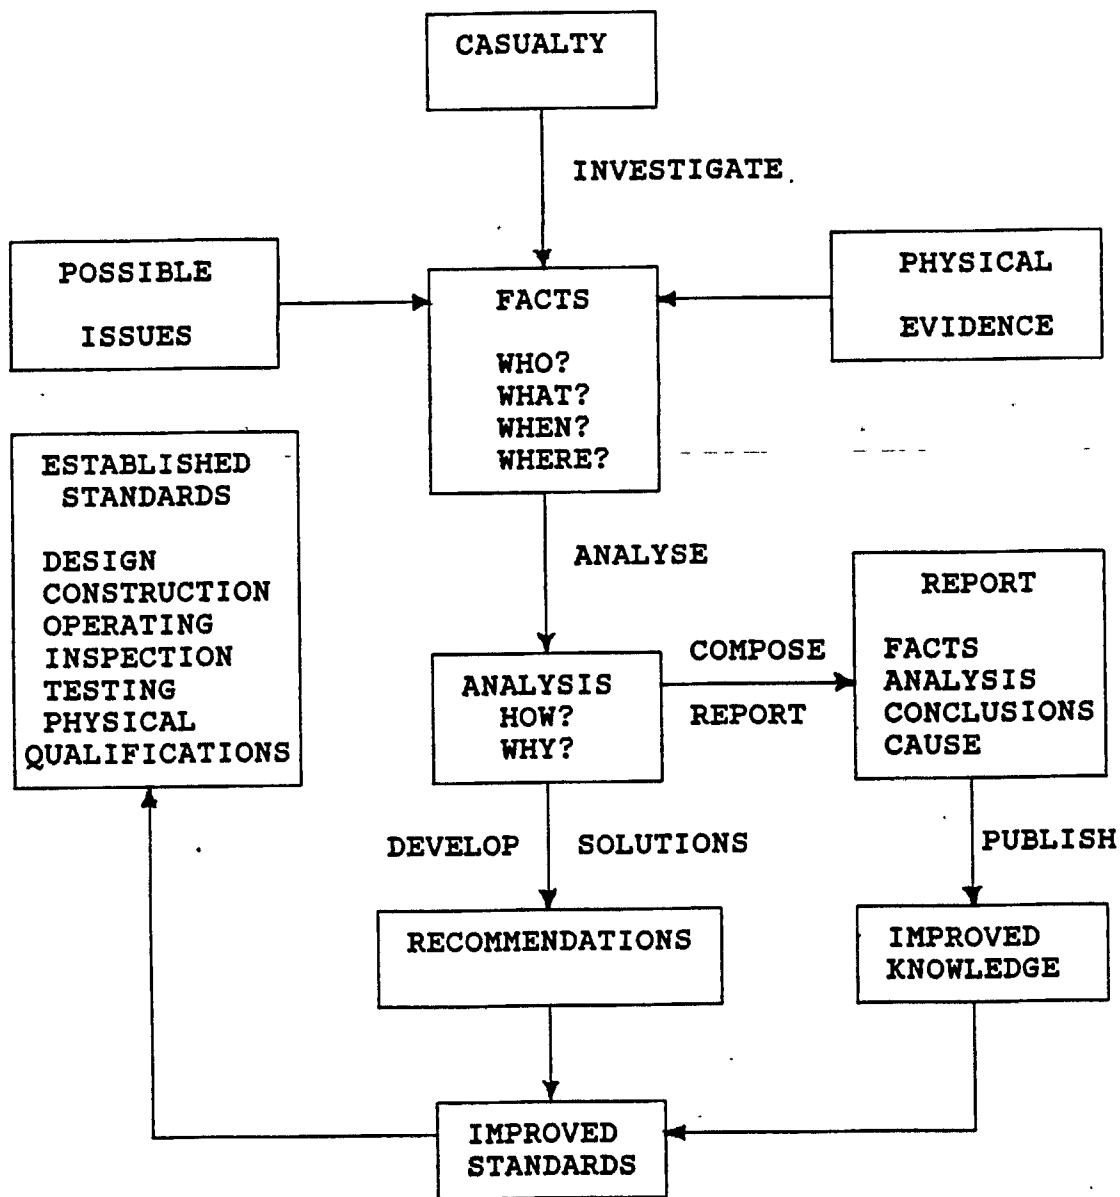 CASUALTY
INVESTIGATE
POSSIBLE
ISSUES
FACTS
WHO?
WHAT?
WHEN?
WHERE?
PHYSICAL
EVIDENCE
ESTABLISHED
STANDARDS
DESIGN
CONSTRUCTION
OPERATING
INSPECTION
TESTING
PHYSICAL
QUALIFICATIONS
ANALYSE
ANALYSIS
HOW?
WHY?
COMPOSE
REPORT
REPORT
FACTS
ANALYSIS
CONCLUSIONS
CAUSE
DEVELOP SOLUTIONS
PUBLISH
RECOMMENDATIONS
IMPROVED
KNOWLEDGE
IMPROVED
STANDARDS